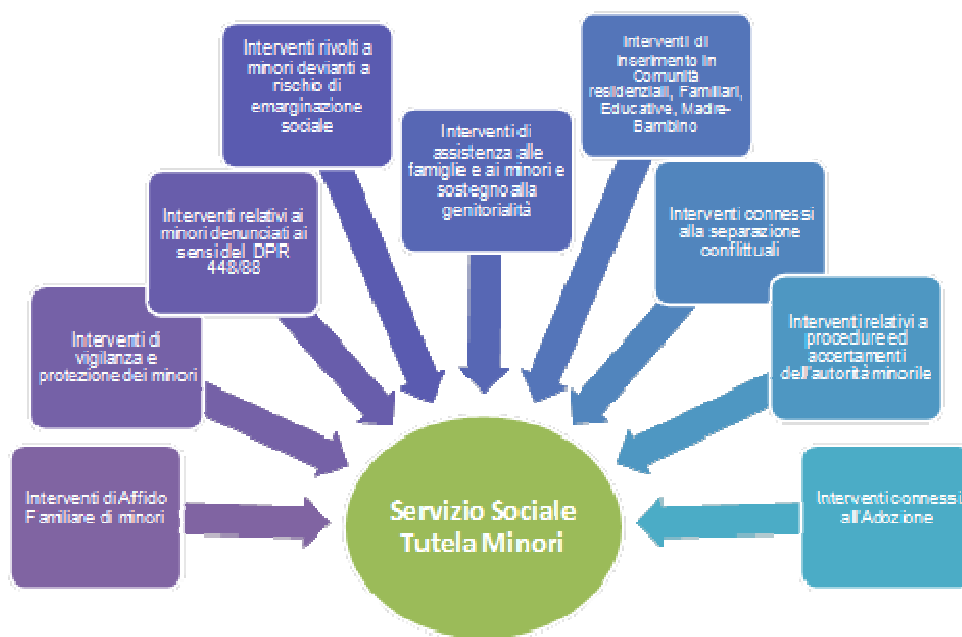 Interventi rivolti a
minori devianti a
rischio di
emarginazione
sociale
Interventi di
inserimento in
Comunità
residenziali, Familiari,
Educative, Madre-
Bambino
Interventi di
assistenza alle
famiglie e ai minori e
sostegno alla
genitorialità
Interventi relativi ai
minori denunciati ai
sensi del DPR
448/88
Interventi connessi
alla separazione
conflittuali
Interventi di
vigilanza e
protezione dei minori
Interventi relativi a
procedure ed
accertamenti
dell'autorità minorile
Interventi di Affido
Familiare di minori
Servizio Sociale
Tutela Minori
Interventi connessi
all'Adozione